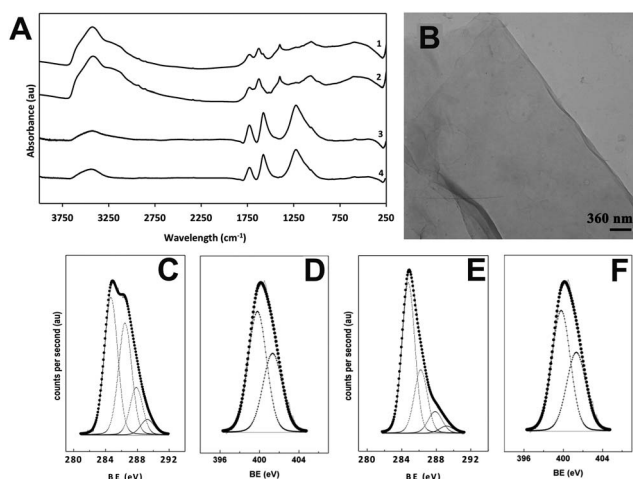 A
1
2
3
4
Absorbance (au)
3750 3250 2750 2250 1750 1250 750 250
Wavelength (cm-1)
B
360 nm
C
counts per second (au)
280 284 288 292
BE (eV)
D
396 400 404
BE (eV)
E
counts per second (au)
280 284 288 292
BE (eV)
F
396 400 404
BE (eV)